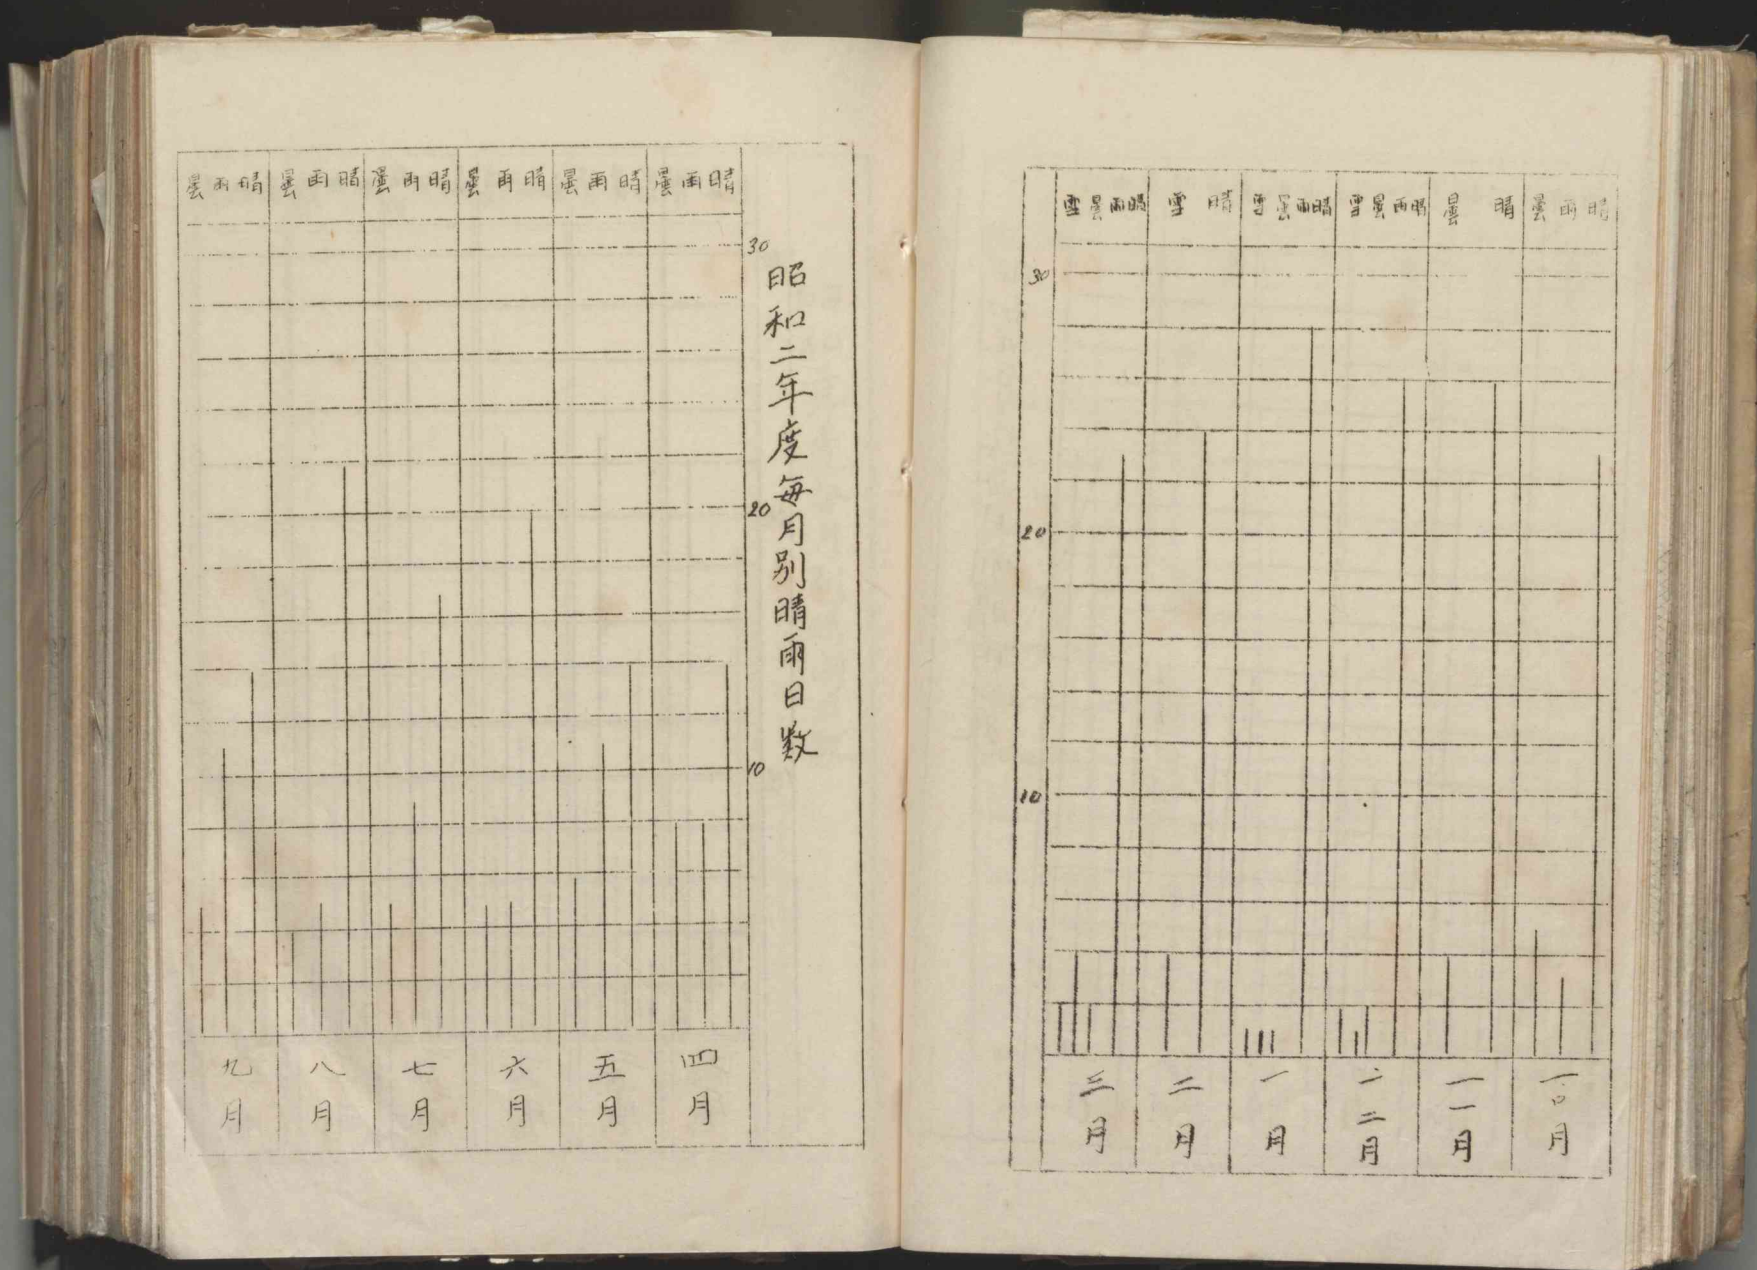 昭和二年度毎月別晴雨日数
30
20
10
晴 雨 曇
四月
晴 雨 曇
五月
晴 雨 曇
六月
晴 雨 曇
七月
晴 雨 曇
八月
晴 雨 曇
九月
晴 雨 曇
一〇月
晴 曇
一一月
晴 雨 曇 雪
一二月
晴 雨 曇 雪
一月
晴 雪
二月
晴 雨 曇 雪
三月
30
20
10